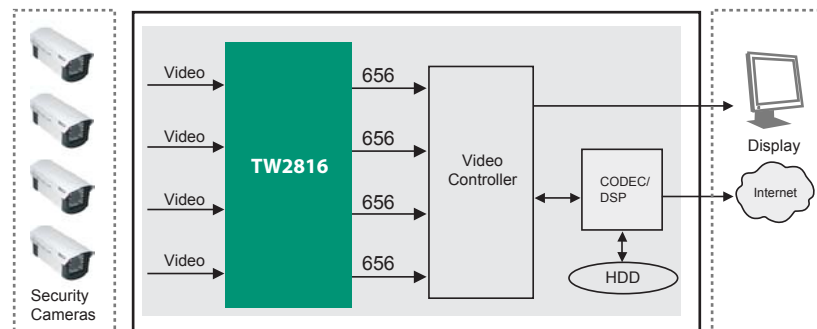 Security
Cameras
Video
Video
Video
Video
TW2816
656
656
656
656
Video
Controller
CODEC/
DSP
HDD
Display
Internet